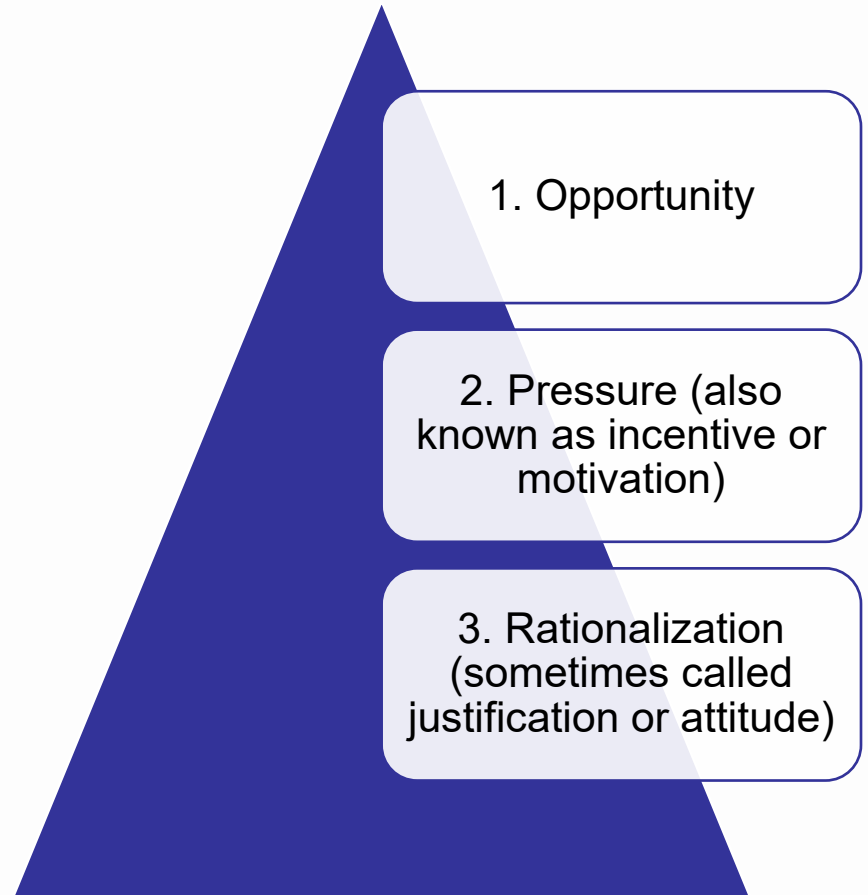 1. Opportunity
2. Pressure (also
known as incentive or
motivation)
3. Rationalization
(sometimes called
justification or attitude)